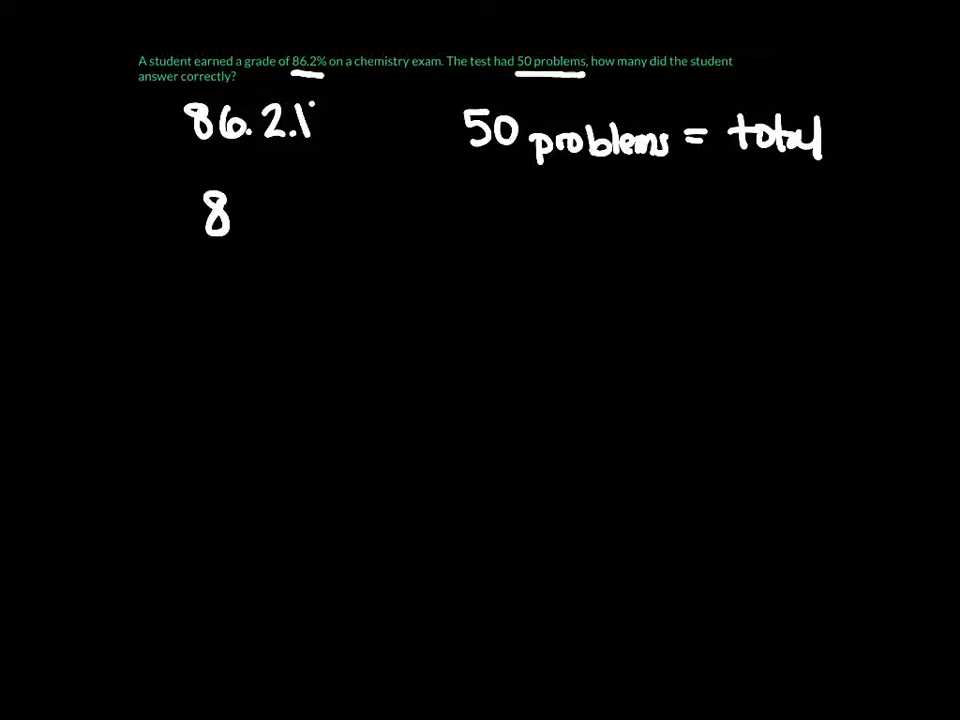 A student earned a grade of 86.2% on a chemistry exam. The test had 50 problems, how many did the student
answer correctly?
86.2% 50 problems = total
8